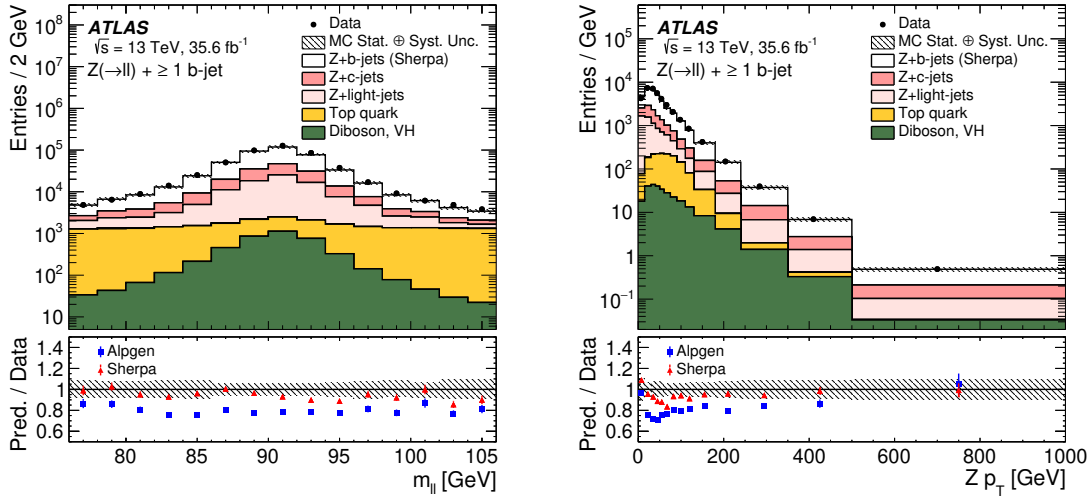 Entries / 2 GeV
10⁸
10⁷
10⁶
10⁵
10⁴
10³
10²
10
ATLAS
√s = 13 TeV, 35.6 fb⁻¹
Z(→ll) + ≥ 1 b-jet
Data
MC Stat. ⊕ Syst. Unc.
Z+b-jets (Sherpa)
Z+c-jets
Z+light-jets
Top quark
Diboson, VH
Pred. / Data
1.4
1.2
1
0.8
0.6
Alpgen
Sherpa
80 85 90 95 100 105
m_ll [GeV]
Entries / GeV
10⁵
10⁴
10³
10²
10
1
10⁻¹
ATLAS
√s = 13 TeV, 35.6 fb⁻¹
Z(→ll) + ≥ 1 b-jet
Data
MC Stat. ⊕ Syst. Unc.
Z+b-jets (Sherpa)
Z+c-jets
Z+light-jets
Top quark
Diboson, VH
Pred. / Data
1.4
1.2
1
0.8
0.6
Alpgen
Sherpa
0 200 400 600 800 1000
Z p_T [GeV]